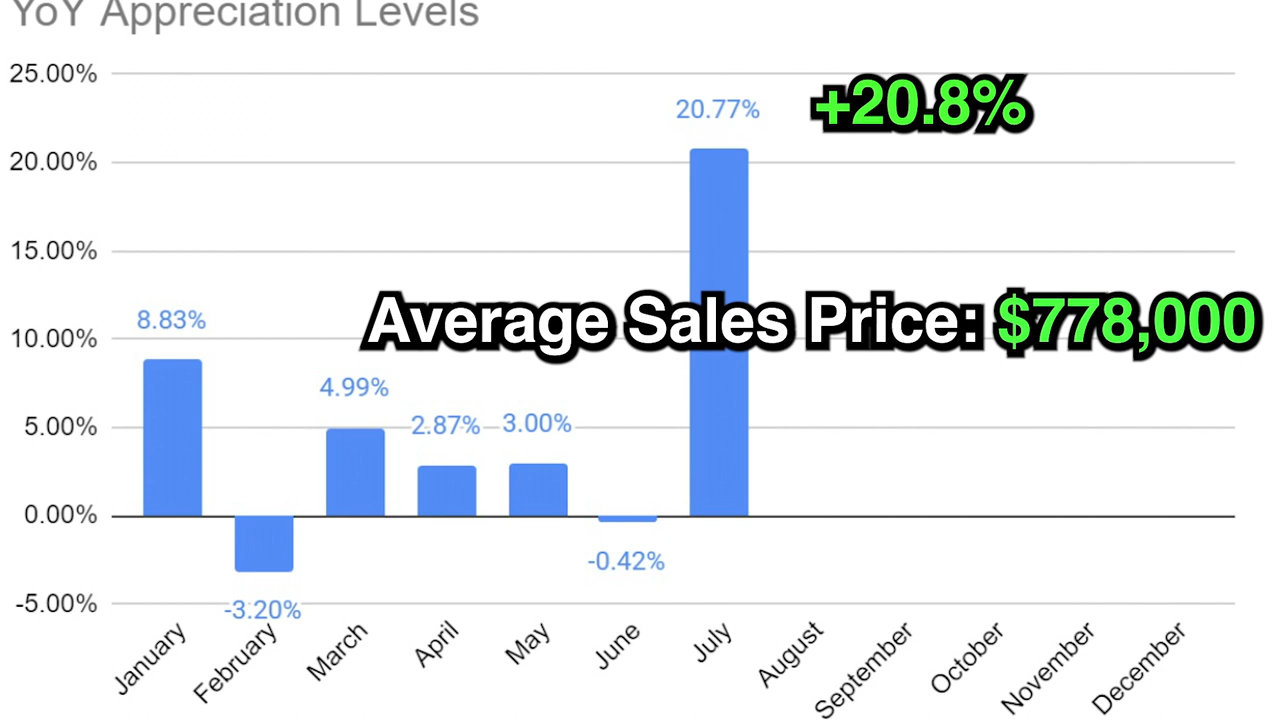 YoY Appreciation Levels
25.00%
20.77%
+20.8%
20.00%
15.00%
8.83%
Average Sales Price: $778,000
10.00%
4.99%
2.87%
3.00%
5.00%
0.00%
-0.42%
-5.00%
-3.20%
January
February
March
April
May
June
July
August
September
October
November
December